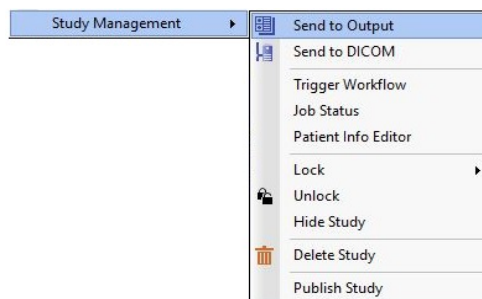 Study Management
Send to Output
Send to DICOM
Trigger Workflow
Job Status
Patient Info Editor
Lock
Unlock
Hide Study
Delete Study
Publish Study